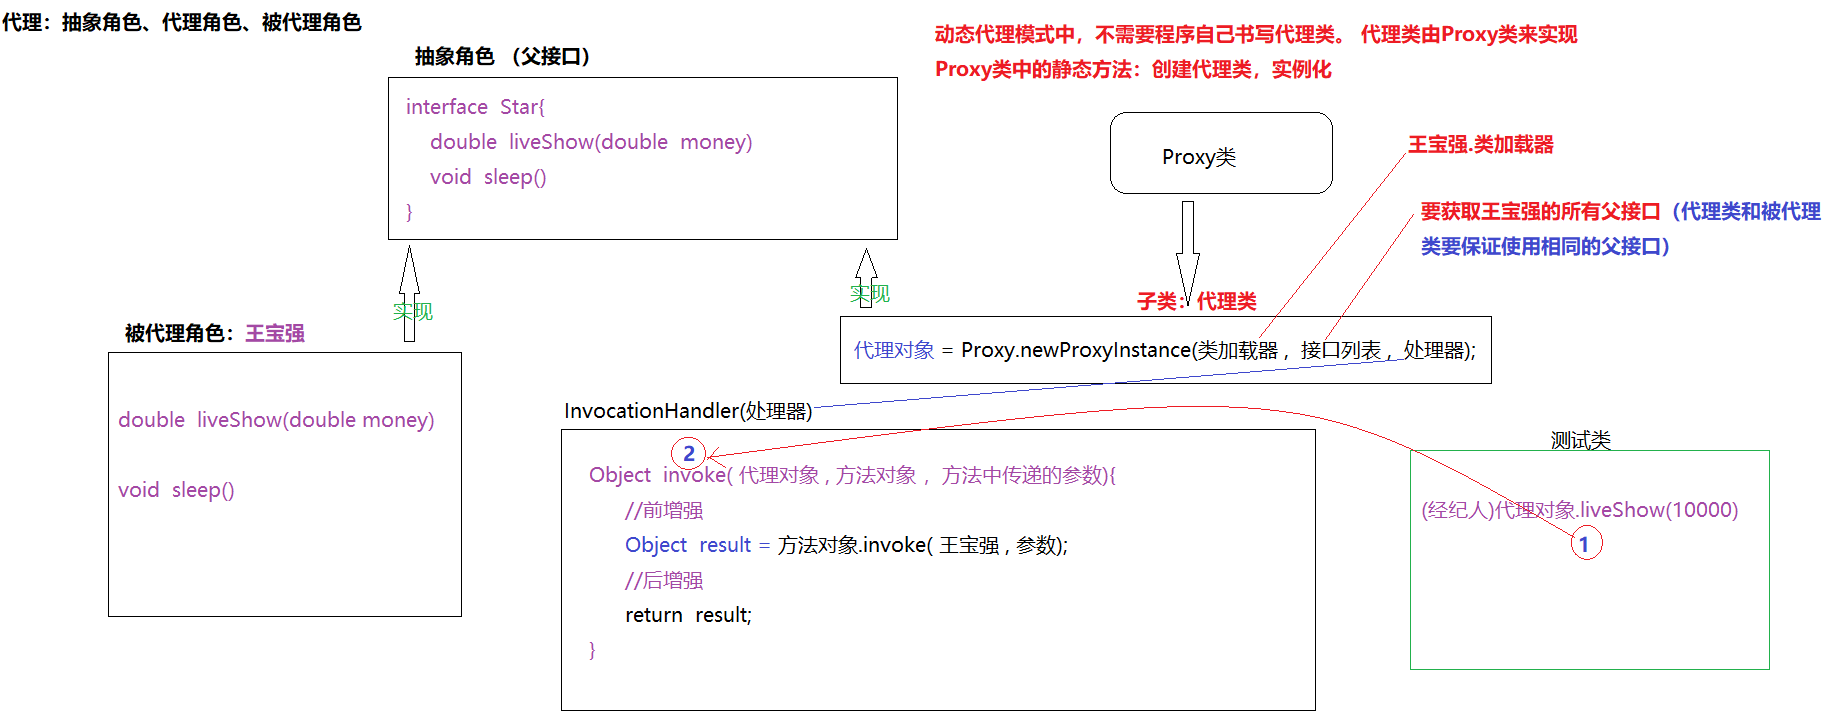 代理：抽象角色、代理角色、被代理角色
抽象角色 （父接口）
interface Star{
double liveShow(double money)
void sleep()
}
实现
实现
被代理角色：王宝强
double liveShow(double money)
void sleep()
动态代理模式中，不需要程序自己书写代理类。 代理类由Proxy类来实现
Proxy类中的静态方法：创建代理类，实例化
Proxy类
王宝强.类加载器
要获取王宝强的所有父接口（代理类和被代理
类要保证使用相同的父接口）
子类：代理类
代理对象 = Proxy.newProxyInstance(类加载器 , 接口列表 , 处理器);
InvocationHandler(处理器)
2
Object invoke( 代理对象 , 方法对象 , 方法中传递的参数){
//前增强
Object result = 方法对象.invoke( 王宝强 , 参数);
//后增强
return result;
}
测试类
(经纪人)代理对象.liveShow(10000)
1